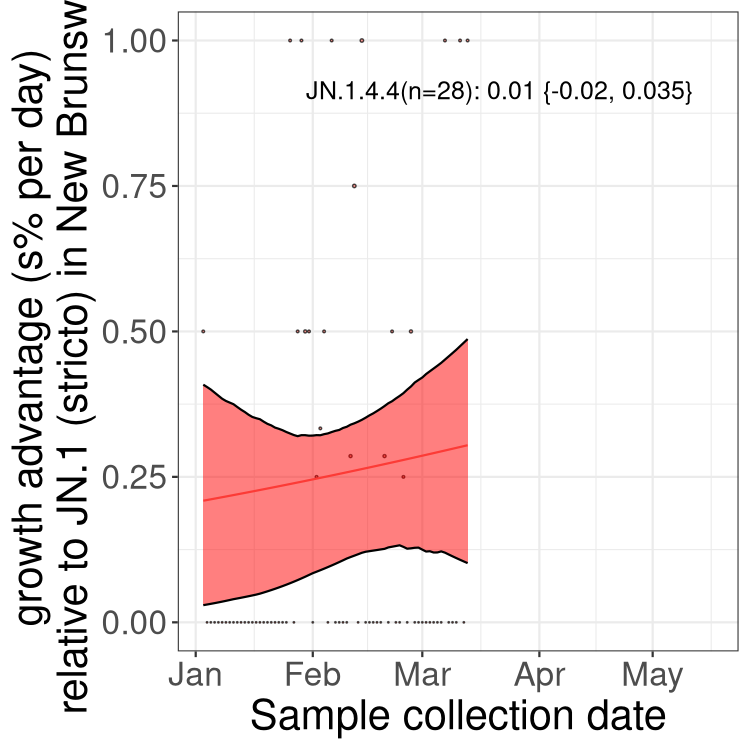 growth advantage (s% per day)
relative to JN.1 (stricto) in New Brunsw
1.00
0.75
0.50
0.25
0.00
JN.1.4.4(n=28): 0.01 {-0.02, 0.035}
Jan Feb Mar Apr May
Sample collection date